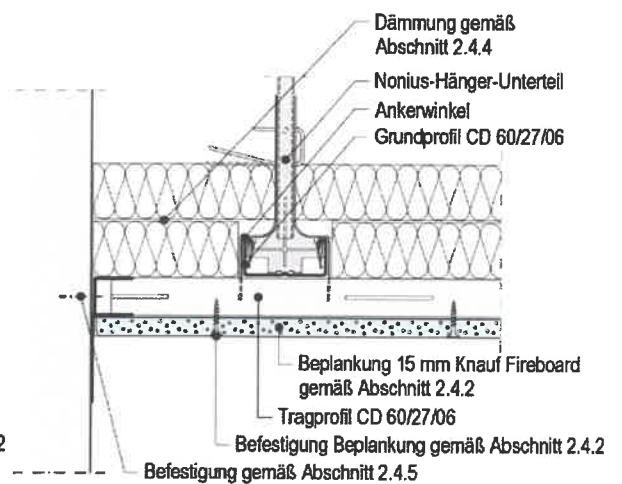 Dämmung gemäß
Abschnitt 2.4.4
Nonius-Hänger-Unterteil
Ankerwinkel
Grundprofil CD 60/27/06
Beplankung 15 mm Knauf Fireboard
gemäß Abschnitt 2.4.2
Tragprofil CD 60/27/06
2
Befestigung Beplankung gemäß Abschnitt 2.4.2
Befestigung gemäß Abschnitt 2.4.5